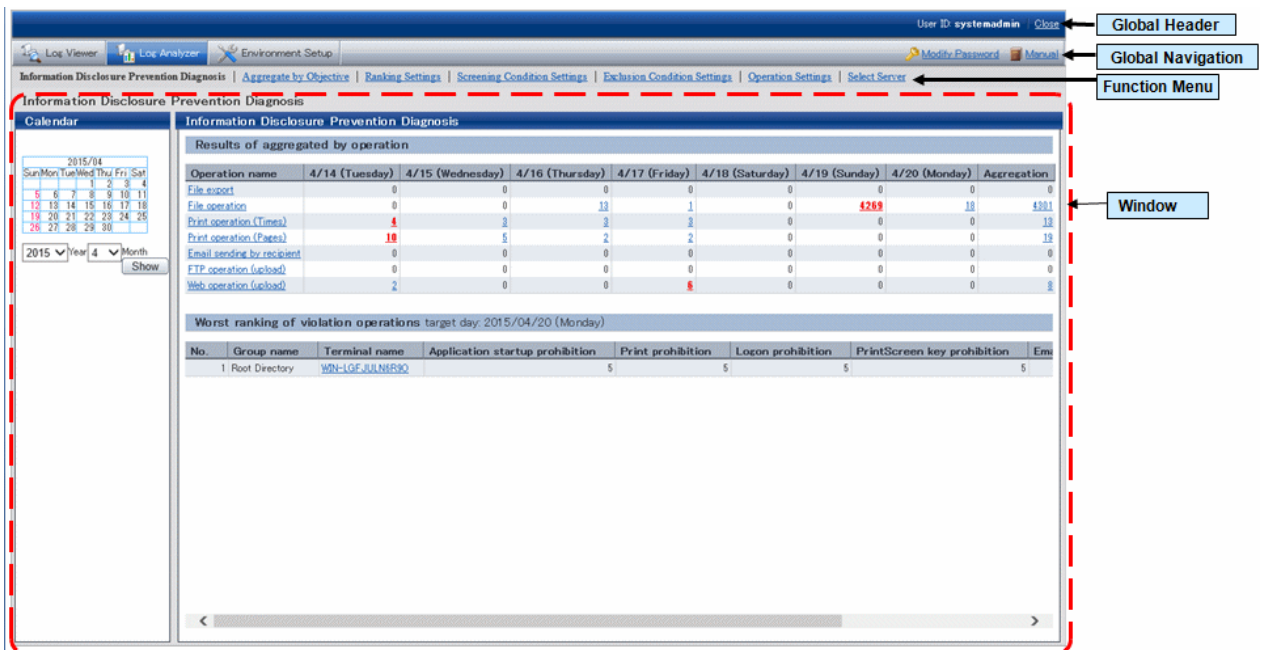 User ID: systemadmin Close
Global Header
Log Viewer Log Analyzer Environment Setup Modify Password Manual
Global Navigation
Information Disclosure Prevention Diagnosis | Aggregate by Objective | Ranking Settings | Screening Condition Settings | Exclusion Condition Settings | Operation Settings | Select Server
Function Menu
Information Disclosure Prevention Diagnosis
Calendar
2015/04
Sun Mon Tue Wed Thu Fri Sat
1 2 3 4
5 6 7 8 9 10 11
12 13 14 15 16 17 18
19 20 21 22 23 24 25
26 27 28 29 30
2015 Year 4 Month
Show
Information Disclosure Prevention Diagnosis
Results of aggregated by operation
Operation name 4/14 (Tuesday) 4/15 (Wednesday) 4/16 (Thursday) 4/17 (Friday) 4/18 (Saturday) 4/19 (Sunday) 4/20 (Monday) Aggregation
File export 0 0 0 0 0 0 0 0
File operation 0 0 13 1 0 4269 18 4301
Print operation (Times) 4 3 3 3 0 0 0 13
Print operation (Pages) 10 5 2 2 0 0 0 19
Email sending by recipient 0 0 0 0 0 0 0 0
FTP operation (upload) 0 0 0 0 0 0 0 0
Web operation (upload) 2 0 0 6 0 0 0 8
Worst ranking of violation operations target day: 2015/04/20 (Monday)
No. Group name Terminal name Application startup prohibition Print prohibition Logon prohibition PrintScreen key prohibition Ema
1 Root Directory WIN-LGFJULN6R9O 5 5 5 5
Window